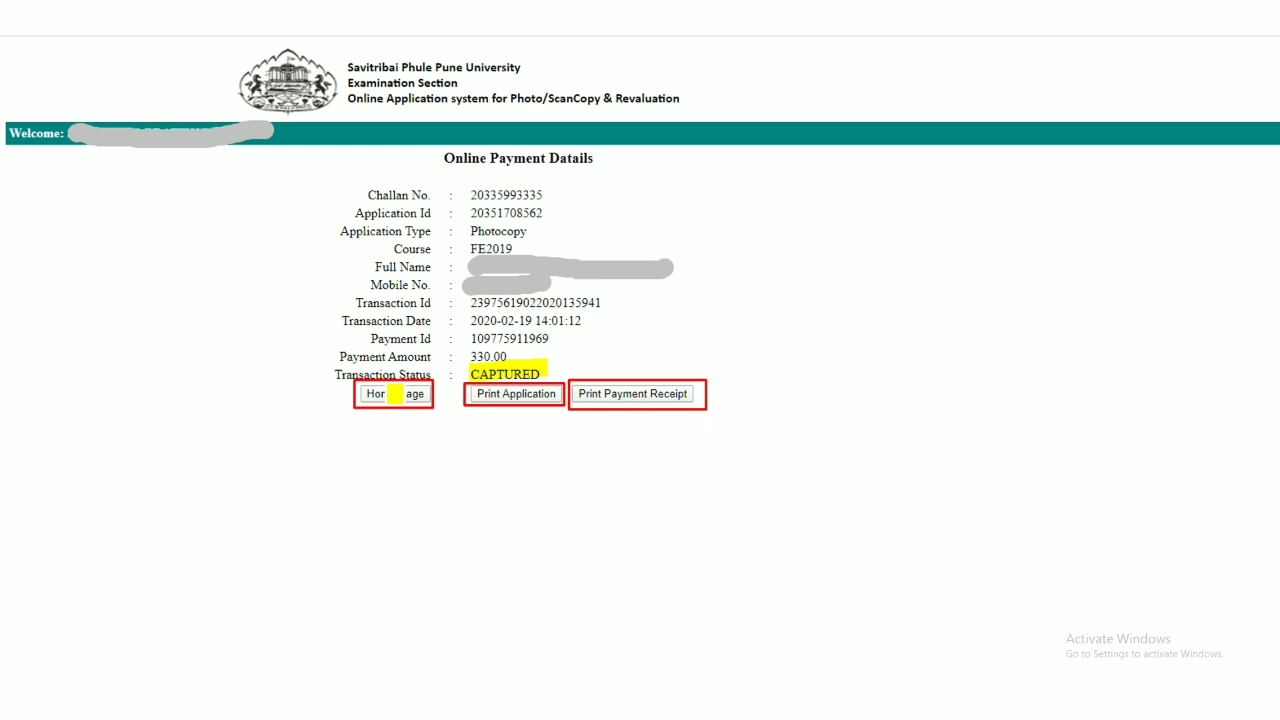 Savitribai Phule Pune University
Examination Section
Online Application system for Photo/ScanCopy & Revaluation
Welcome:
Online Payment Datails
Challan No. : 20335993335
Application Id : 20351708562
Application Type : Photocopy
Course : FE2019
Full Name :
Mobile No. :
Transaction Id : 23975619022020135941
Transaction Date : 2020-02-19 14:01:12
Payment Id : 109775911969
Payment Amount : 330.00
Transaction Status : CAPTURED
Print Application Print Payment Receipt
Activate Windows
Go to Settings to activate Windows.